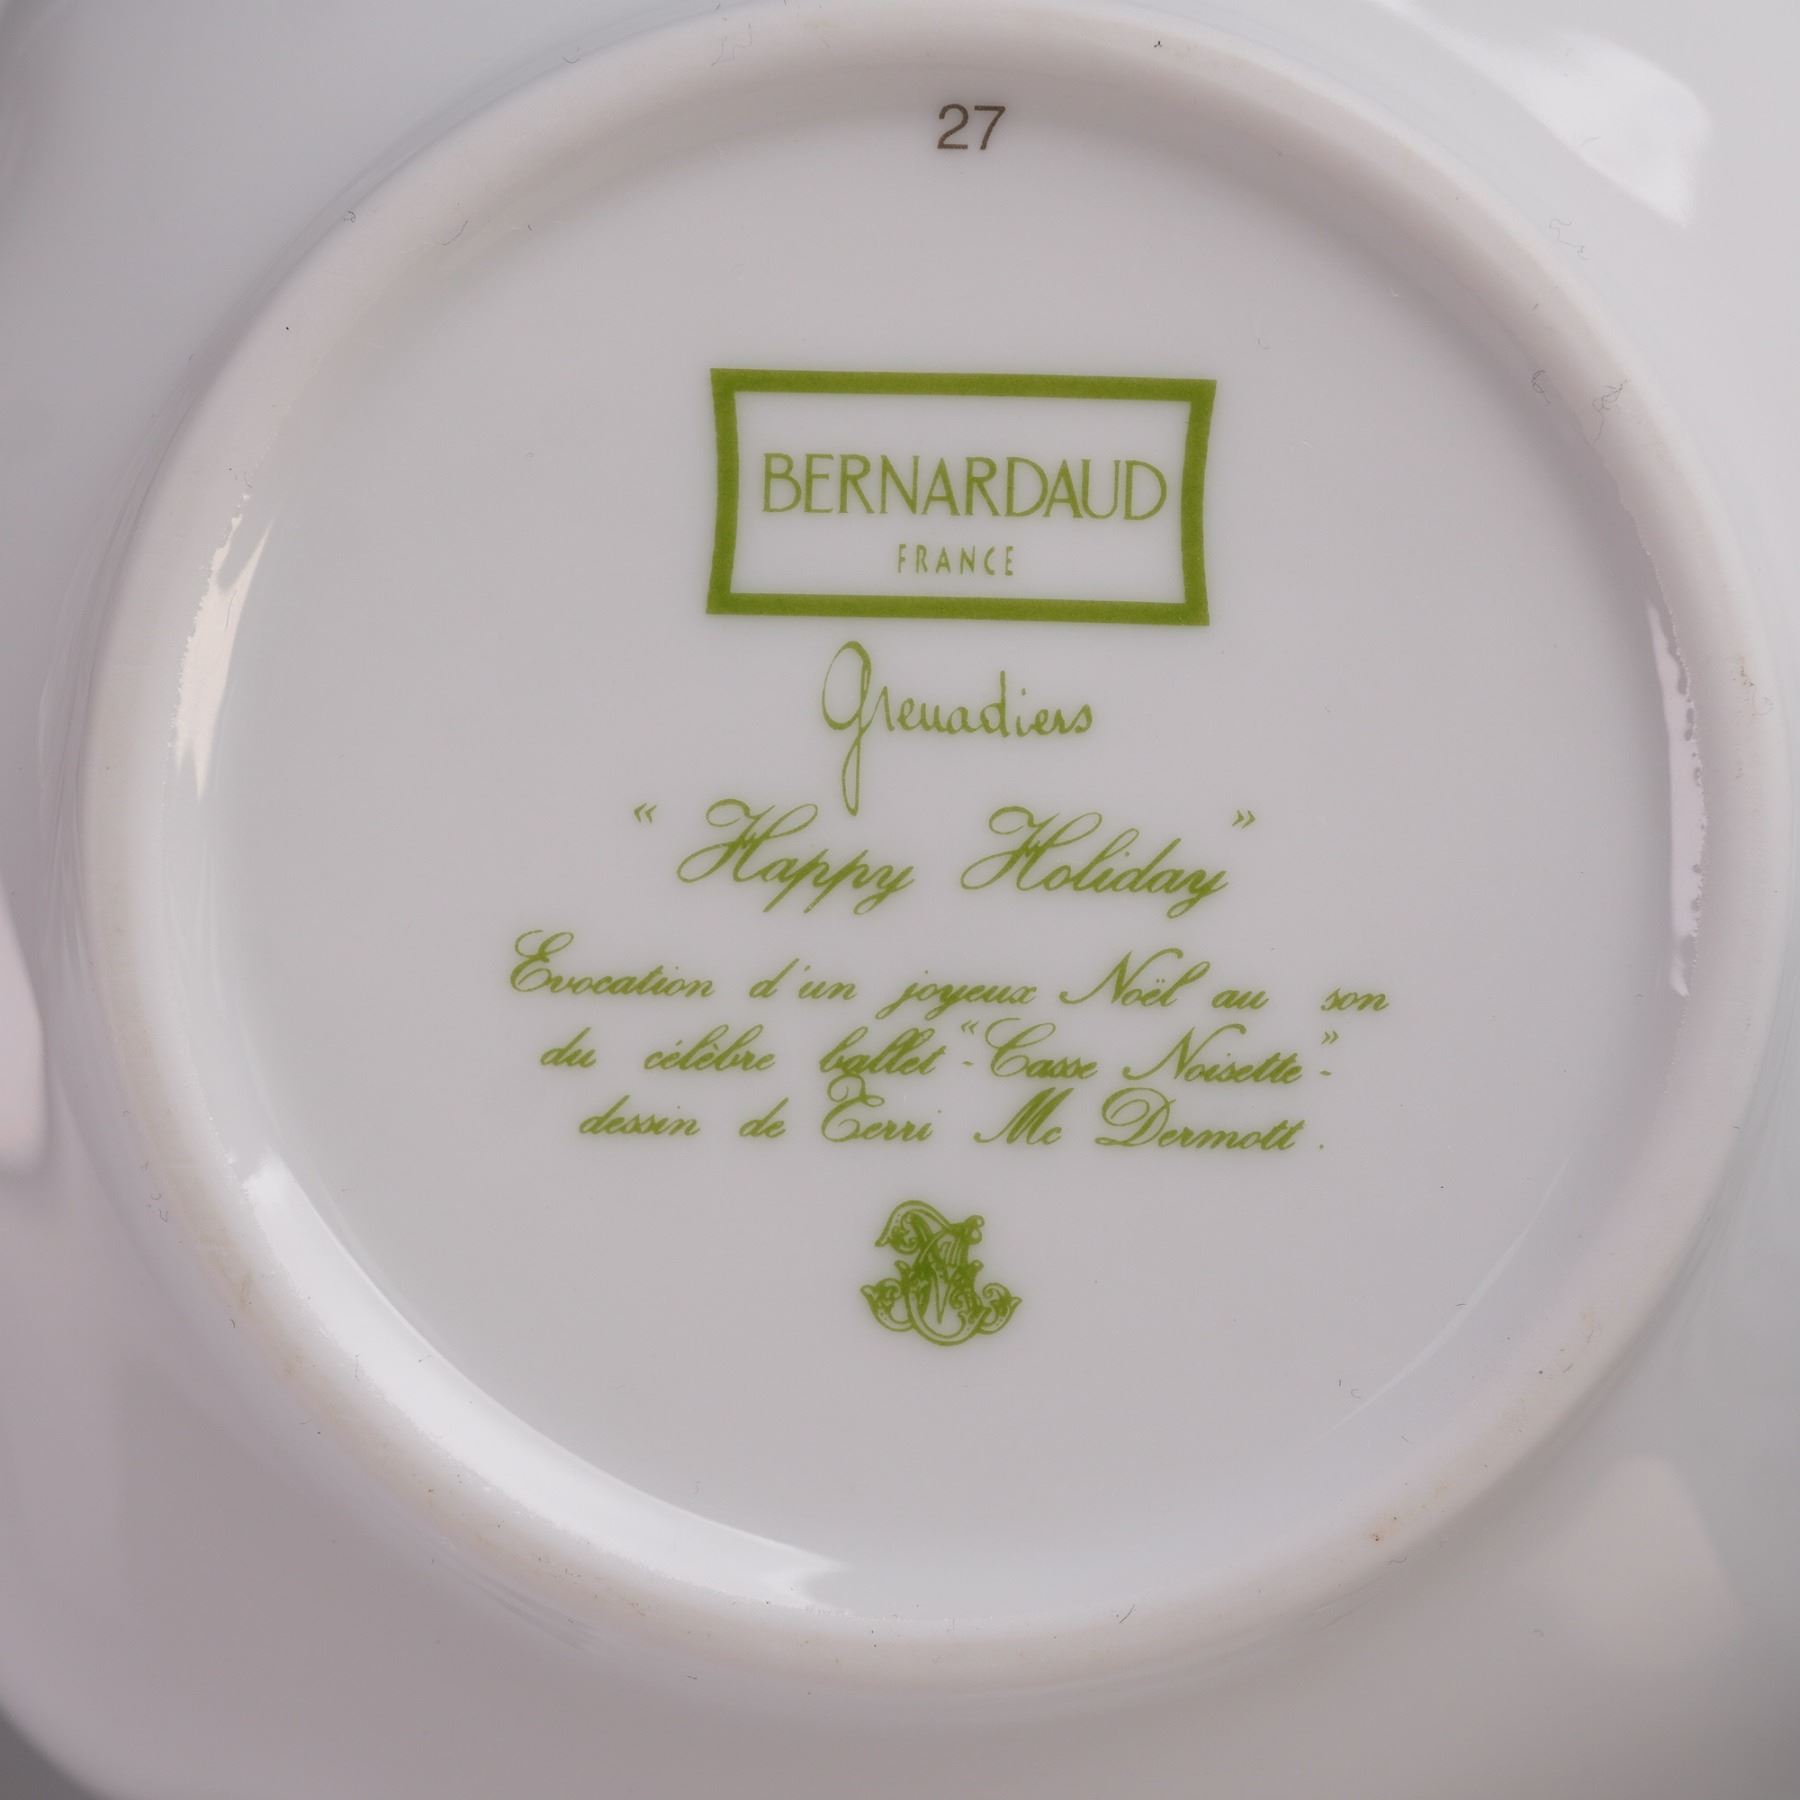 27
BERNARDAUD
FRANCE
Grenadiers
« Happy Holiday »
Evocation d'un joyeux Noël au son
du célèbre ballet - « Casse Noisette » -
dessin de Terri Mc Dermott .